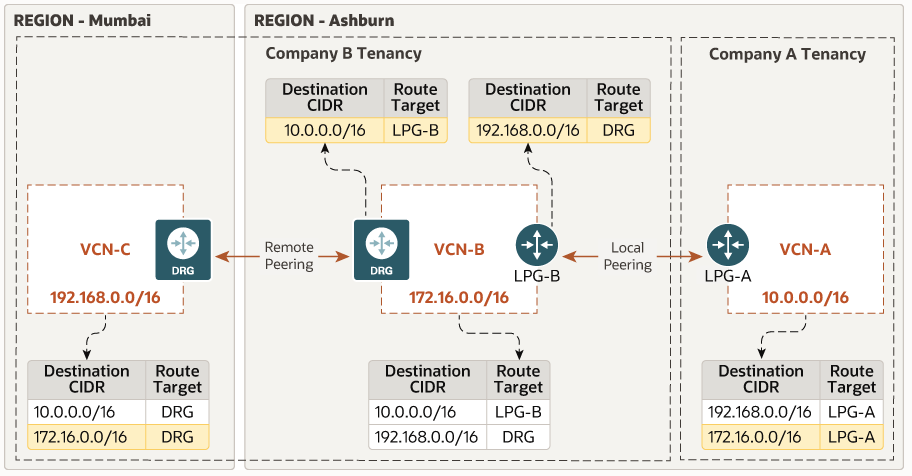 REGION - Mumbai
REGION - Ashburn
Company B Tenancy
Company A Tenancy
Destination CIDR Route Target
10.0.0.0/16 LPG-B
Destination CIDR Route Target
192.168.0.0/16 DRG
VCN-C
192.168.0.0/16
DRG
Remote
Peering
DRG
VCN-B
172.16.0.0/16
LPG-B
Local
Peering
LPG-A
VCN-A
10.0.0.0/16
Destination CIDR Route Target
10.0.0.0/16 DRG
172.16.0.0/16 DRG
Destination CIDR Route Target
10.0.0.0/16 LPG-B
192.168.0.0/16 DRG
Destination CIDR Route Target
192.168.0.0/16 LPG-A
172.16.0.0/16 LPG-A